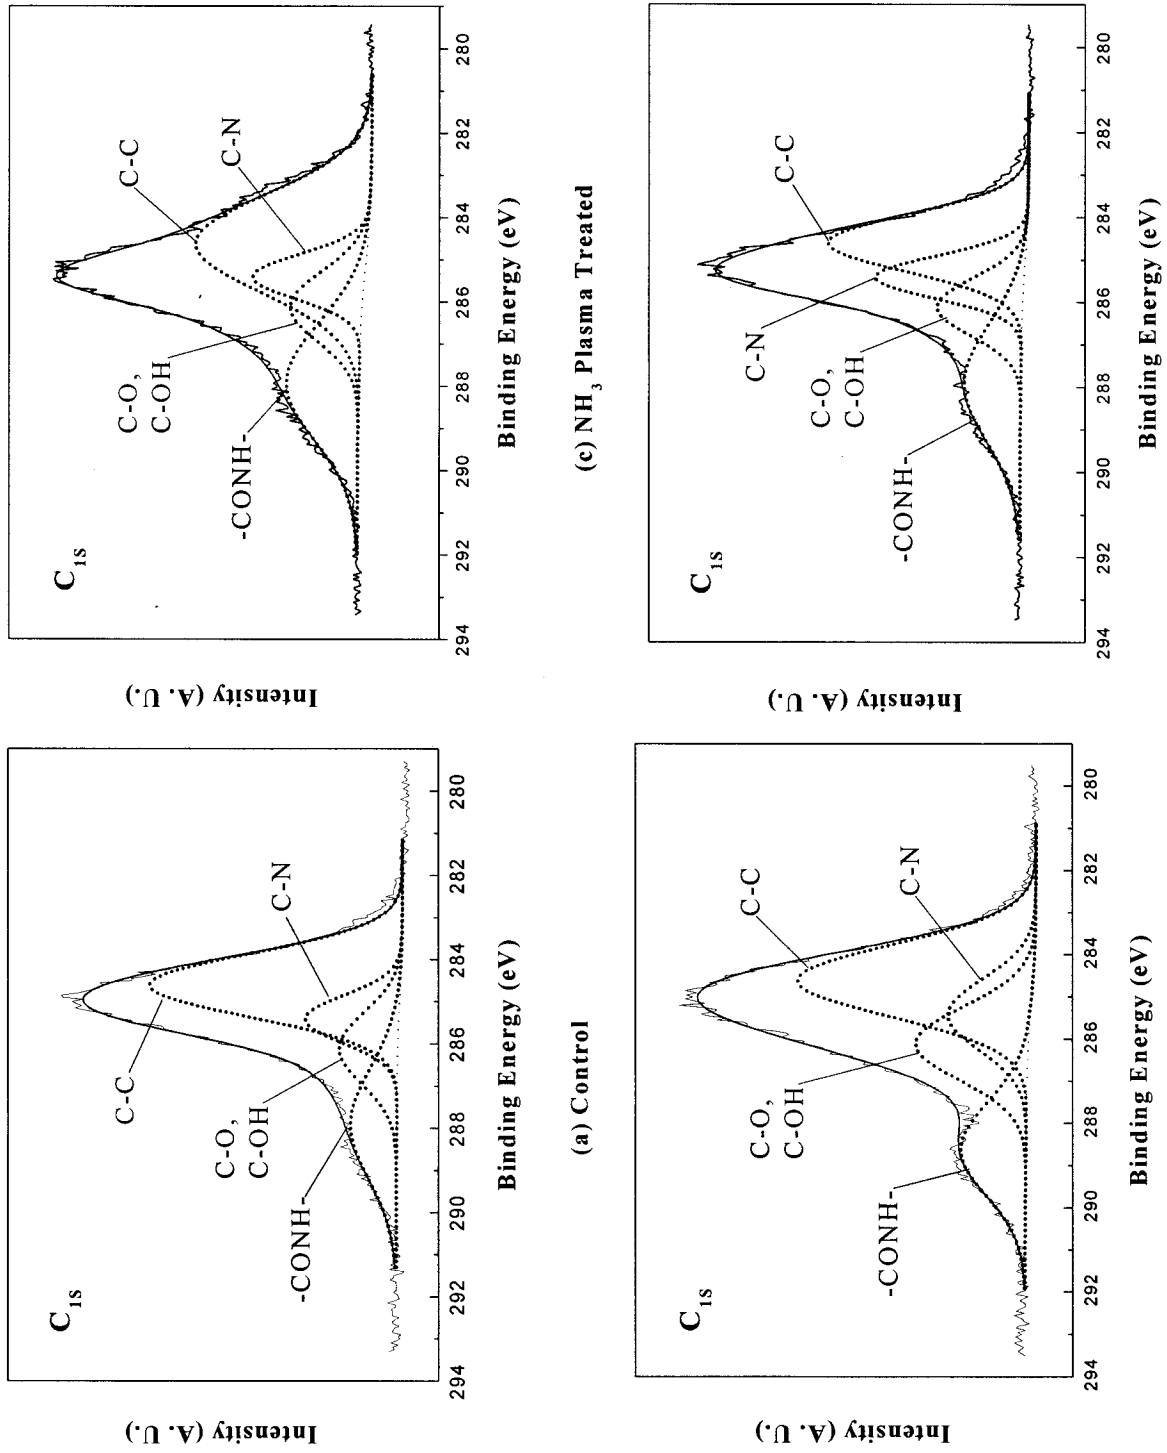 Intensity (A. U.)
C1s
-CONH-
C-O,
C-OH
C-C
C-N
294 292 290 288 286 284 282 280
Binding Energy (eV)
(a) Control
Intensity (A. U.)
C1s
-CONH-
C-O,
C-OH
C-C
C-N
294 292 290 288 286 284 282 280
Binding Energy (eV)
(c) NH3 Plasma Treated
Intensity (A. U.)
C1s
-CONH-
C-O,
C-OH
C-C
C-N
294 292 290 288 286 284 282 280
Binding Energy (eV)
Intensity (A. U.)
C1s
-CONH-
C-O,
C-OH
C-N
C-C
294 292 290 288 286 284 282 280
Binding Energy (eV)